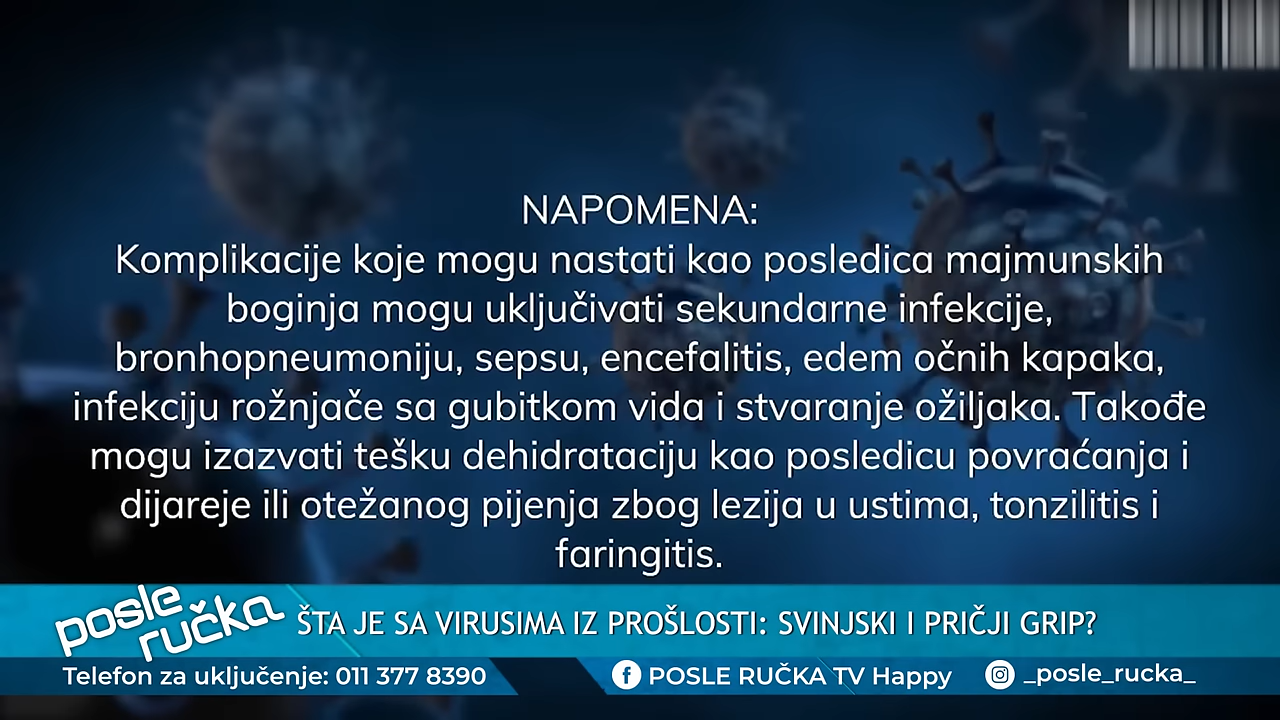 NAPOMENA:
Komplikacije koje mogu nastati kao posledica majmunskih
boginja mogu uključivati sekundarne infekcije,
bronhopneumoniju, sepsu, encefalitis, edem očnih kapaka,
infekciju rožnjače sa gubitkom vida i stvaranje ožiljaka. Takođe
mogu izazvati tešku dehidrataciju kao posledicu povraćanja i
dijareje ili otežanog pijenja zbog lezija u ustima, tonzilitis i
faringitis.
posle
ručka
ŠTA JE SA VIRUSIMA IZ PROŠLOSTI: SVINJSKI I PRIČJI GRIP?
Telefon za uključenje: 011 377 8390
POSLE RUČKA TV Happy
_posle_rucka_